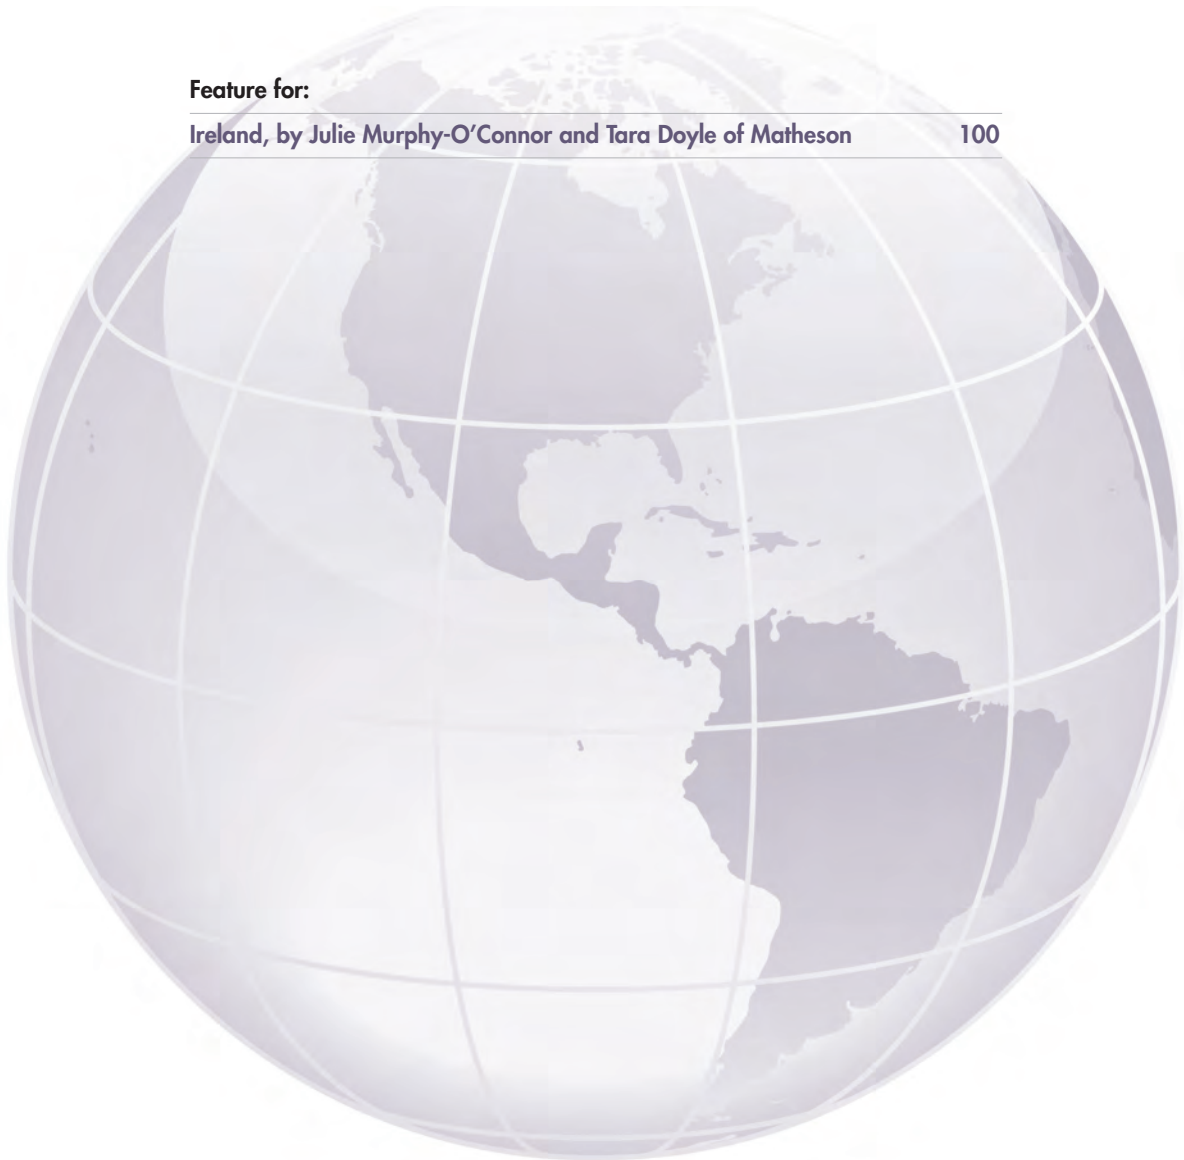 Feature for:
Ireland, by Julie Murphy-O’Connor and Tara Doyle of Matheson 100